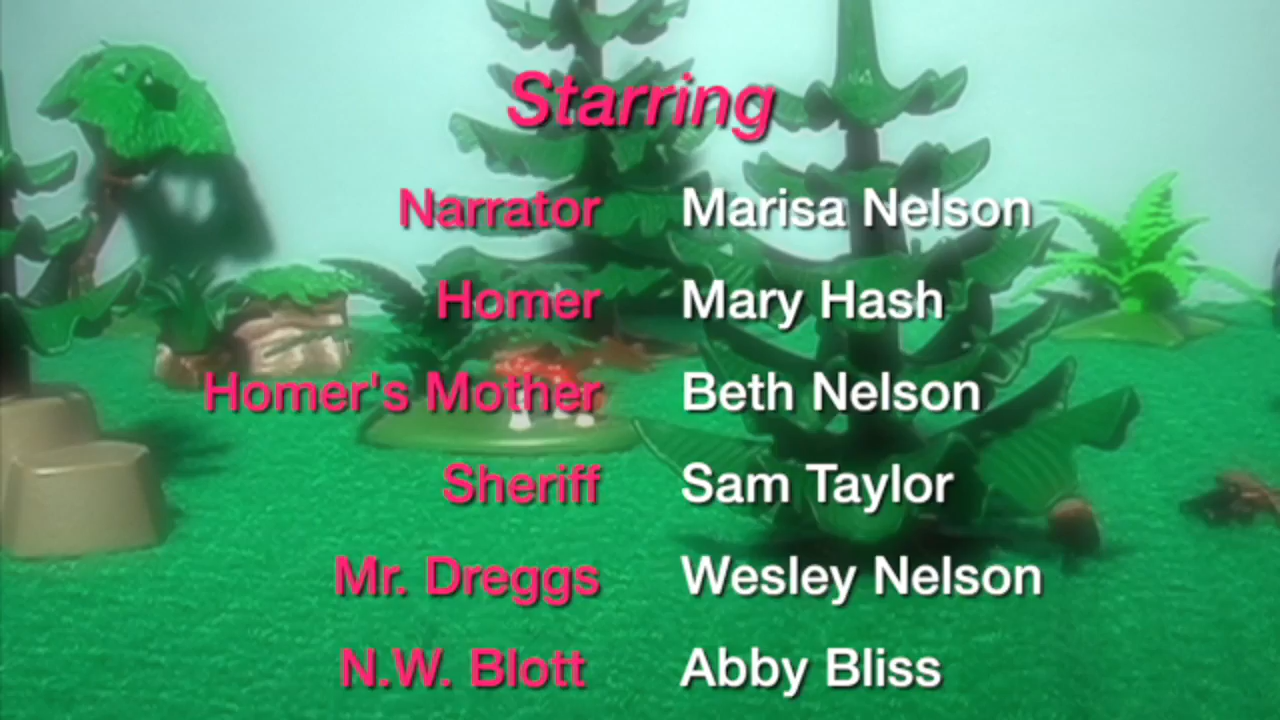 Starring
Narrator Marisa Nelson
Homer Mary Hash
Homer's Mother Beth Nelson
Sheriff Sam Taylor
Mr. Dreggs Wesley Nelson
N.W. Blott Abby Bliss